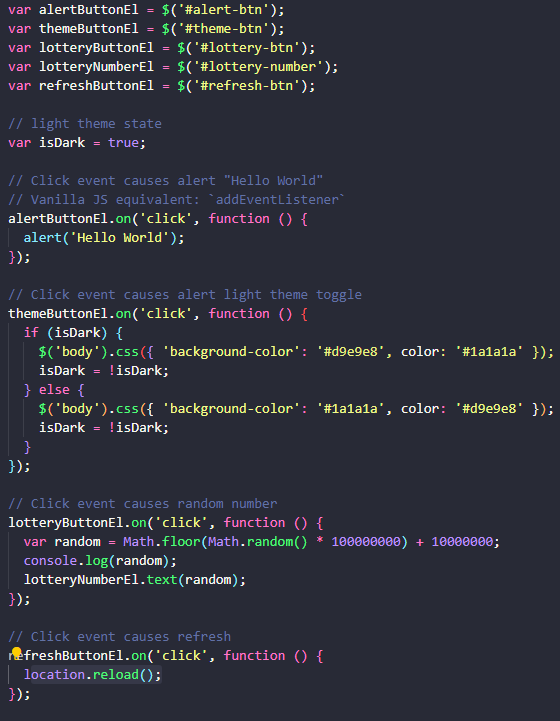 var alertButtonEl = $('#alert-btn');
var themeButtonEl = $('#theme-btn');
var lotteryButtonEl = $('#lottery-btn');
var lotteryNumberEl = $('#lottery-number');
var refreshButtonEl = $('#refresh-btn');

// light theme state
var isDark = true;

// Click event causes alert "Hello World"
// Vanilla JS equivalent: `addEventListener`
alertButtonEl.on('click', function () {
  alert('Hello World');
});

// Click event causes alert light theme toggle
themeButtonEl.on('click', function () {
  if (isDark) {
    $('body').css({ 'background-color': '#d9e9e8', color: '#1a1a1a' });
    isDark = !isDark;
  } else {
    $('body').css({ 'background-color': '#1a1a1a', color: '#d9e9e8' });
    isDark = !isDark;
  }
});

// Click event causes random number
lotteryButtonEl.on('click', function () {
  var random = Math.floor(Math.random() * 100000000) + 10000000;
  console.log(random);
  lotteryNumberEl.text(random);
});

// Click event causes refresh
refreshButtonEl.on('click', function () {
  location.reload();
});